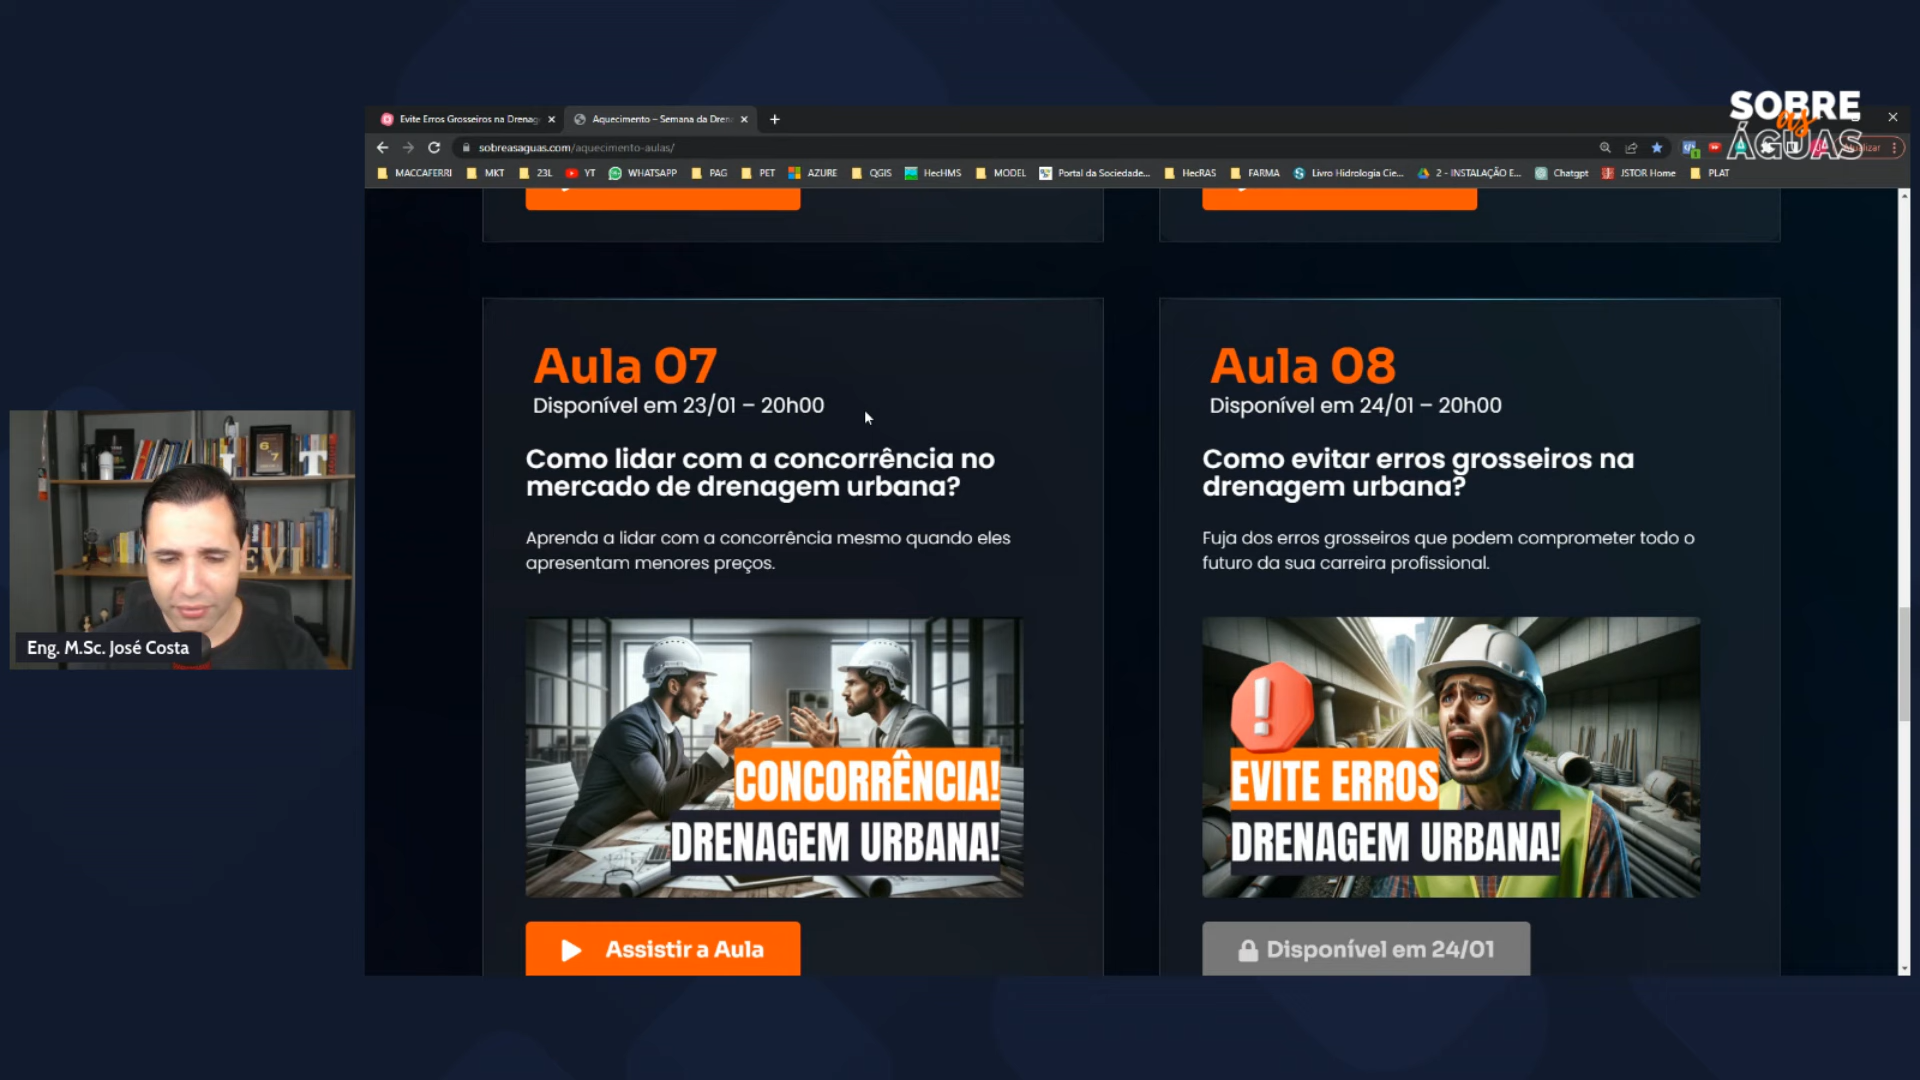 SOBRE
as
ÁGUAS
Evite Erros Grosseiros na Drenag
Aquecimento – Semana da Dren
sobreasaguas.com/aquecimento-aulas/
MACCAFERRI MKT 23L YT WHATSAPP PAG PET AZURE QGIS HecHMS MODEL Portal da Sociedade... HecRAS FARMA Livro Hidrologia Cie... 2 - INSTALAÇÃO E... Chatgpt JSTOR Home PLAT
Aula 07
Disponível em 23/01 – 20h00
Como lidar com a concorrência no
mercado de drenagem urbana?
Aprenda a lidar com a concorrência mesmo quando eles
apresentam menores preços.
CONCORRÊNCIA!
DRENAGEM URBANA!
Assistir a Aula
Aula 08
Disponível em 24/01 – 20h00
Como evitar erros grosseiros na
drenagem urbana?
Fuja dos erros grosseiros que podem comprometer todo o
futuro da sua carreira profissional.
EVITE ERROS
DRENAGEM URBANA!
Disponível em 24/01
Eng. M.Sc. José Costa